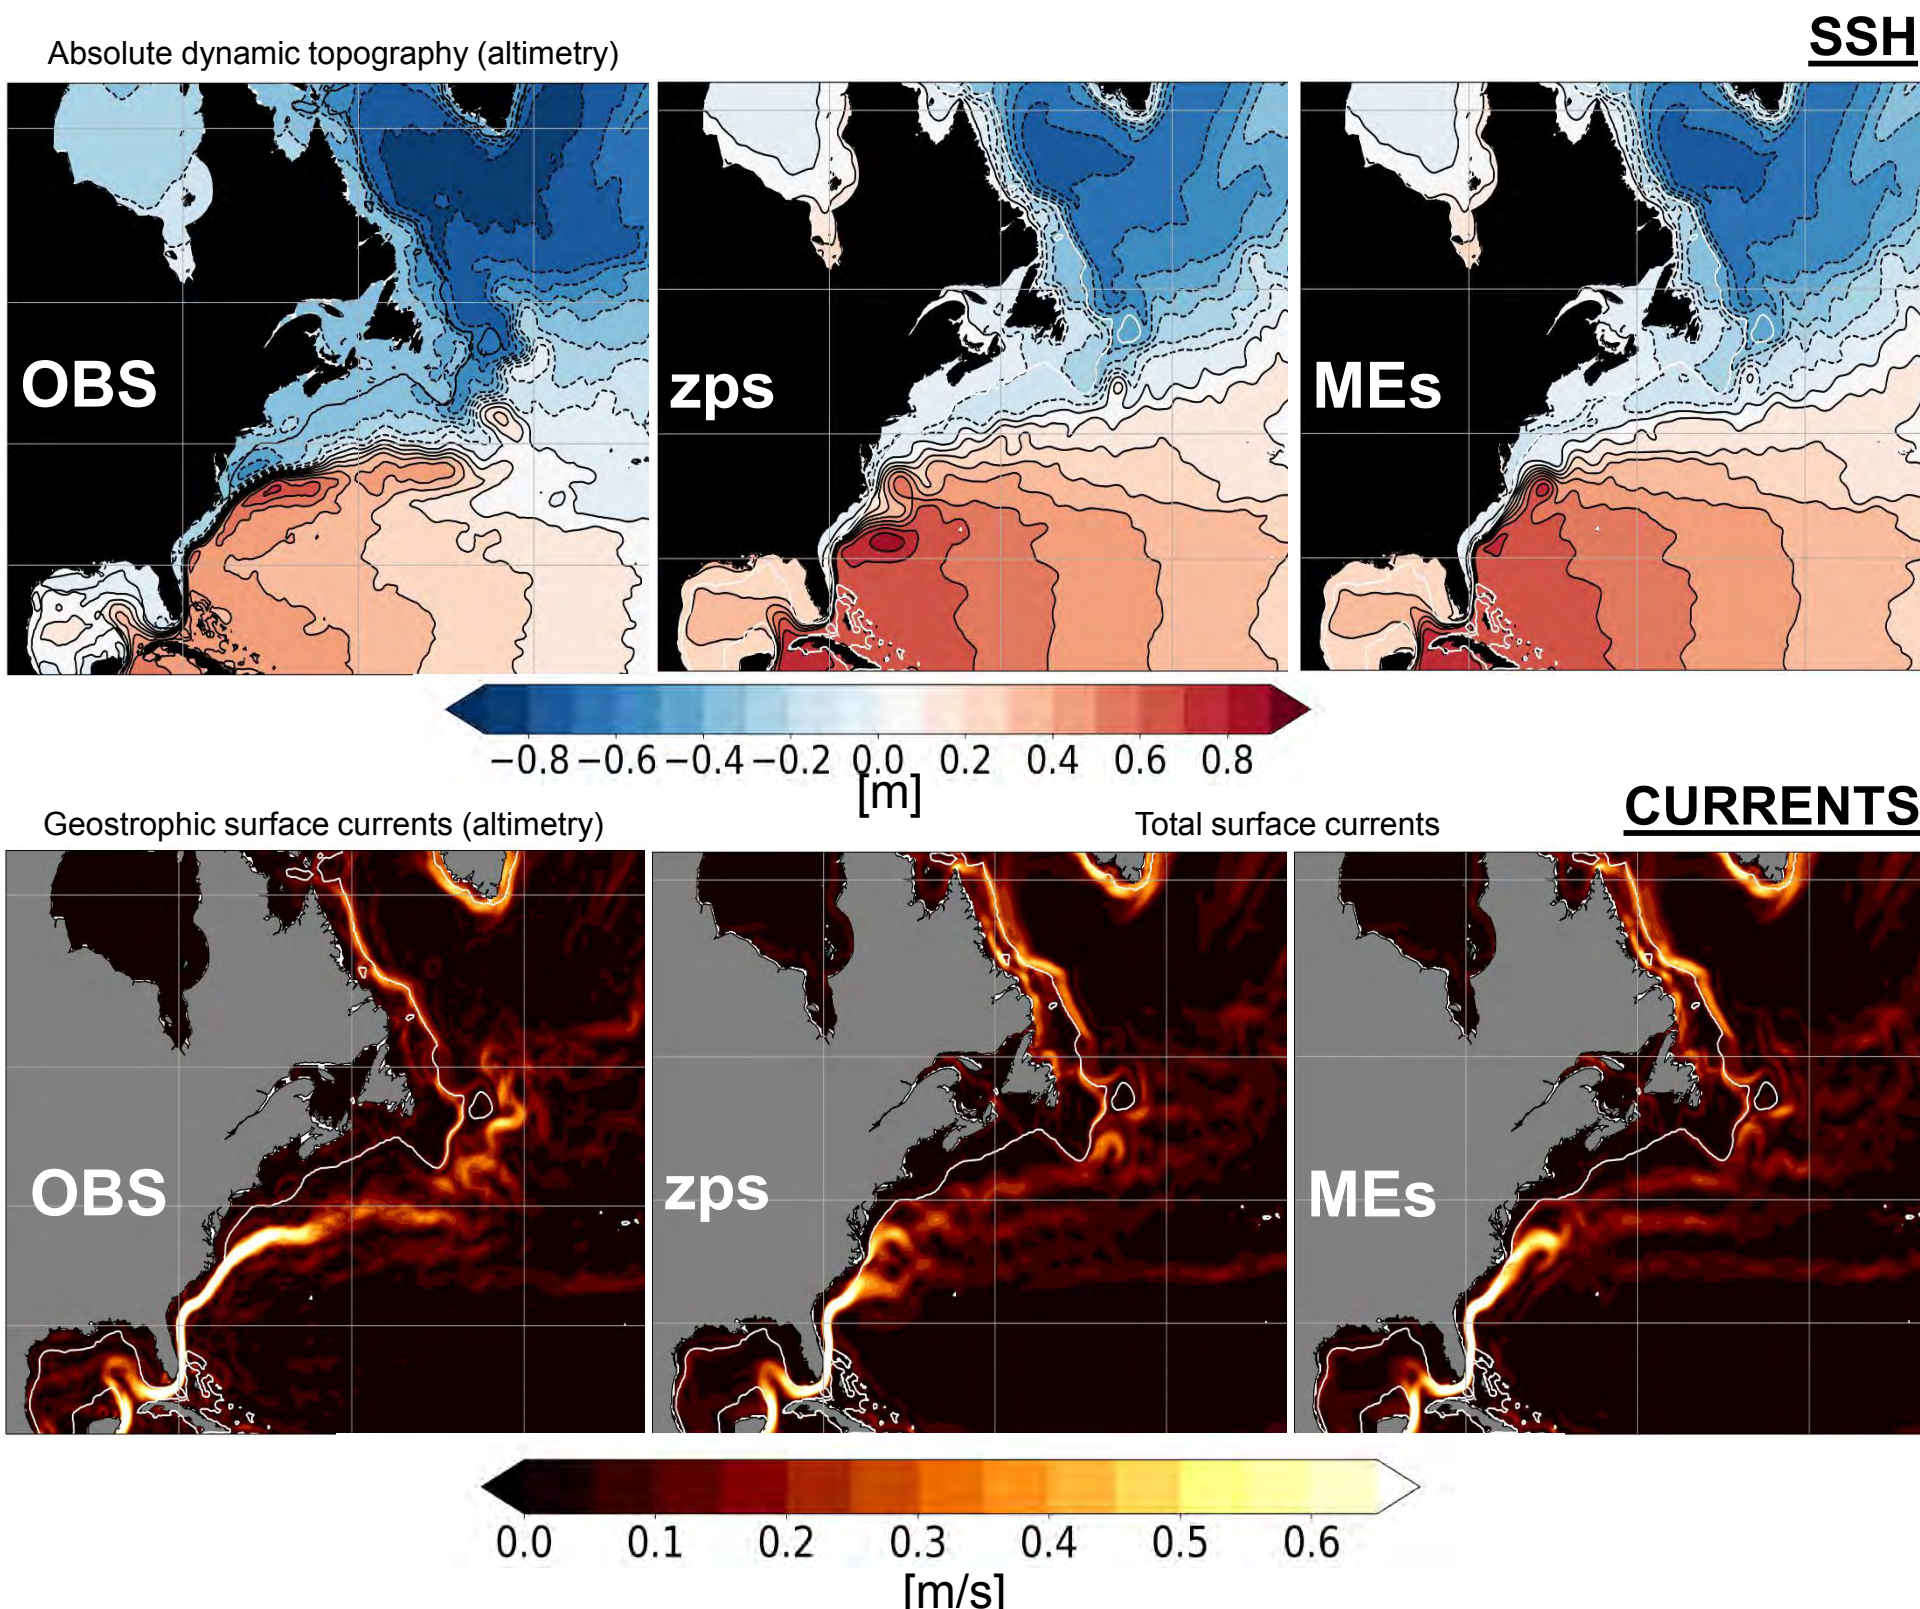 SSH
Absolute dynamic topography (altimetry)
OBS
zps
MEs
−0.8 −0.6 −0.4 −0.2 0.0 0.2 0.4 0.6 0.8
[m]
CURRENTS
Geostrophic surface currents (altimetry)
Total surface currents
OBS
zps
MEs
0.0 0.1 0.2 0.3 0.4 0.5 0.6
[m/s]